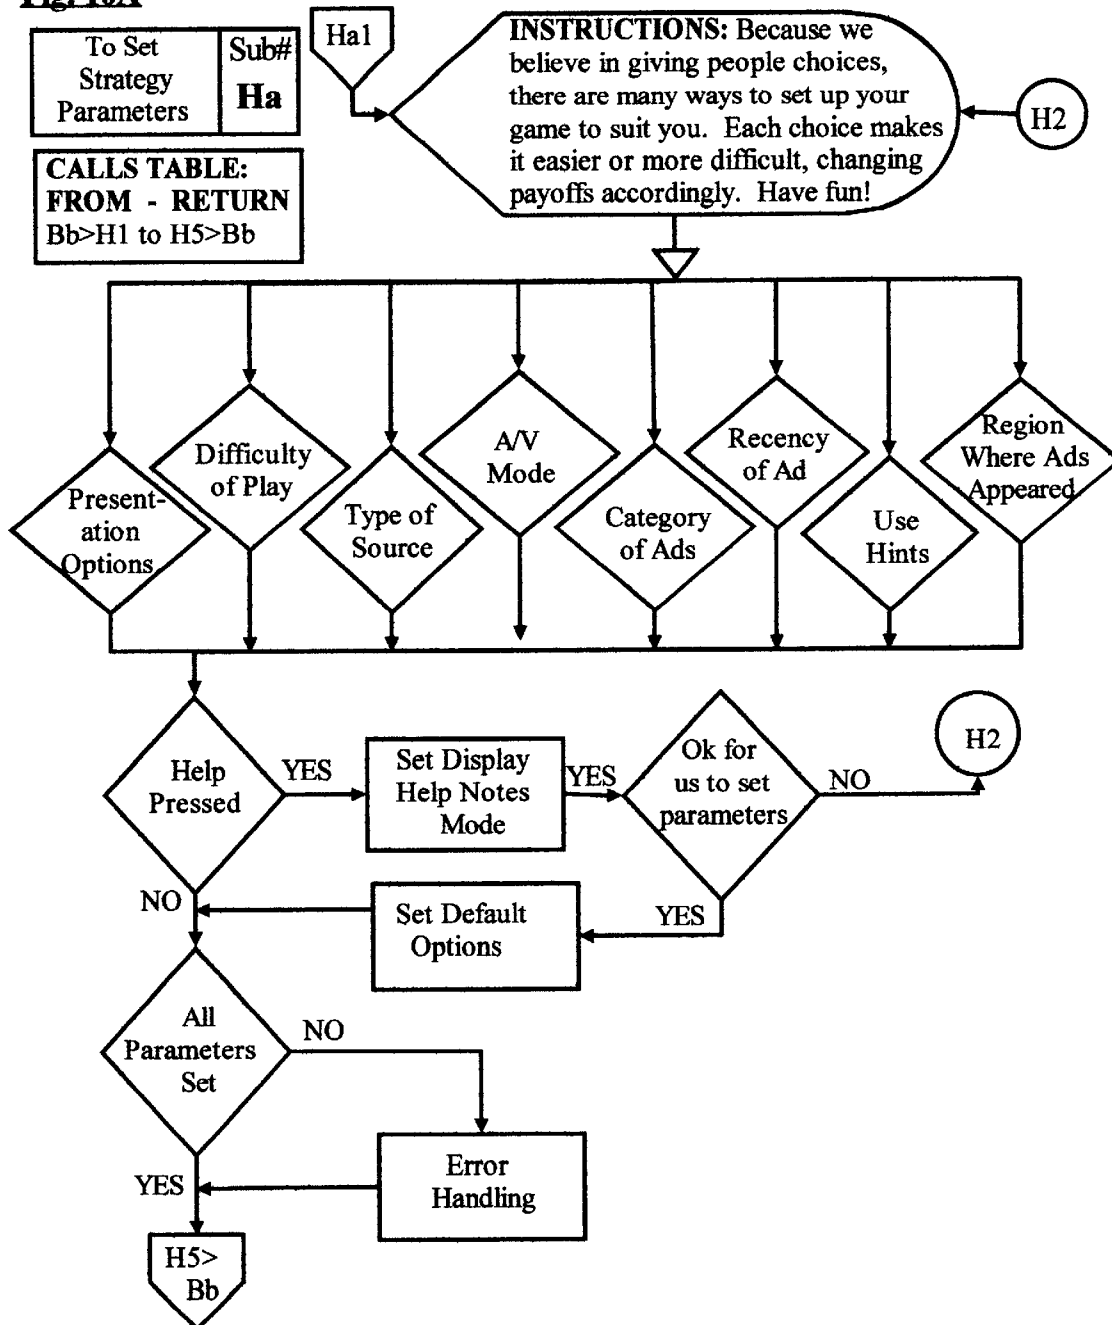 To Set
Strategy
Parameters
Sub#
Ha
Ha1
INSTRUCTIONS: Because we
believe in giving people choices,
there are many ways to set up your
game to suit you. Each choice makes
it easier or more difficult, changing
payoffs accordingly. Have fun!
H2
CALLS TABLE:
FROM - RETURN
Bb>H1 to H5>Bb
Present-
ation
Options
Difficulty
of Play
Type of
Source
A/V
Mode
Category
of Ads
Recency
of Ad
Use
Hints
Region
Where Ads
Appeared
Help
Pressed
YES
Set Display
Help Notes
Mode
YES
Ok for
us to set
parameters
NO
H2
NO
Set Default
Options
YES
All
Parameters
Set
NO
Error
Handling
YES
H5>
Bb